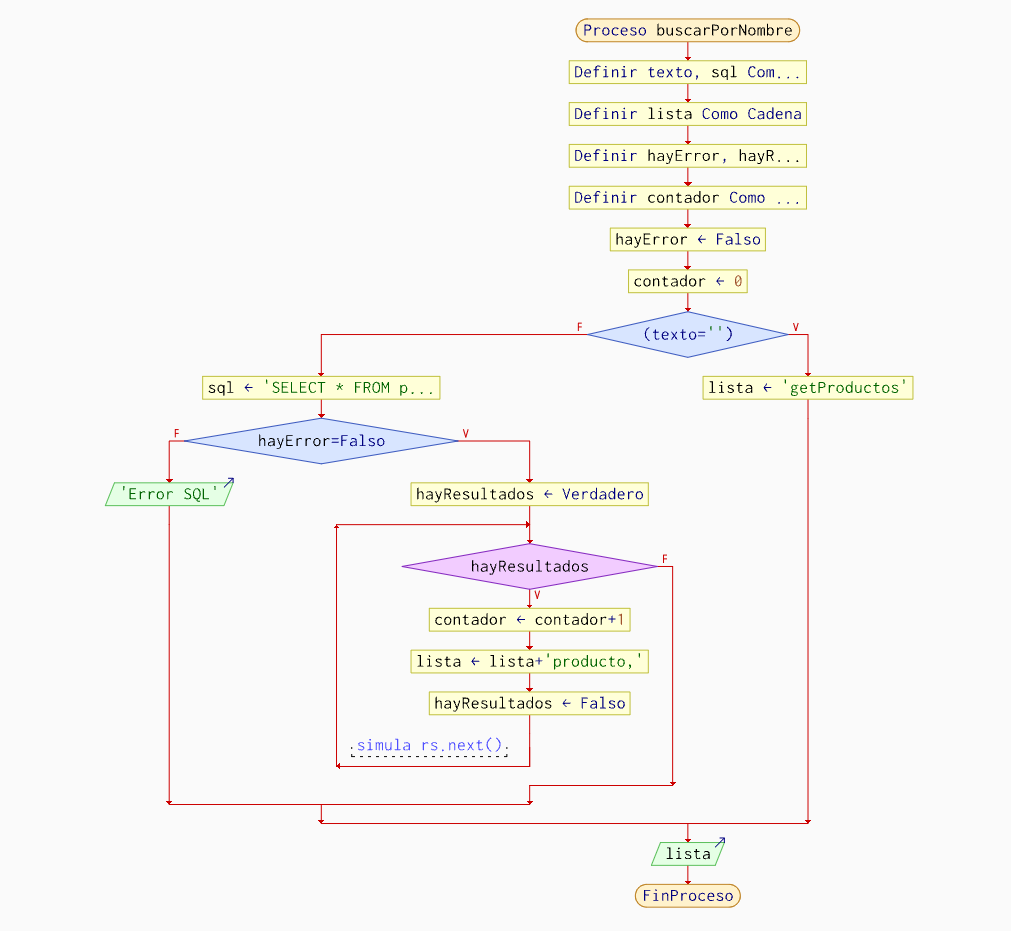 Proceso buscarPorNombre
Definir texto, sql Com...
Definir lista Como Cadena
Definir hayError, hayR...
Definir contador Como ...
hayError ← Falso
contador ← 0
(texto='')
F
V
sql ← 'SELECT * FROM p...
lista ← 'getProductos'
hayError=Falso
F
V
'Error SQL'
hayResultados ← Verdadero
hayResultados
F
V
contador ← contador+1
lista ← lista+'producto,'
hayResultados ← Falso
simula rs.next()
lista
FinProceso